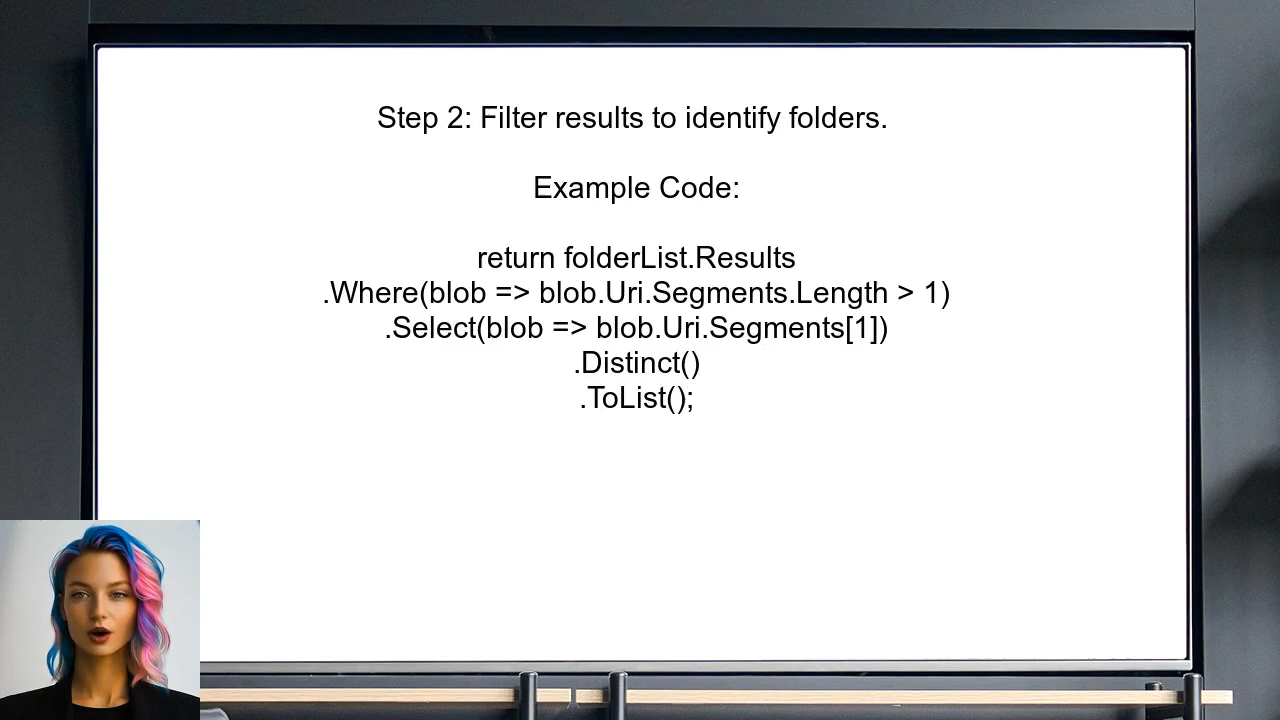 Step 2: Filter results to identify folders.
Example Code:
return folderList.Results
.Where(blob => blob.Uri.Segments.Length > 1)
.Select(blob => blob.Uri.Segments[1])
.Distinct()
.ToList();